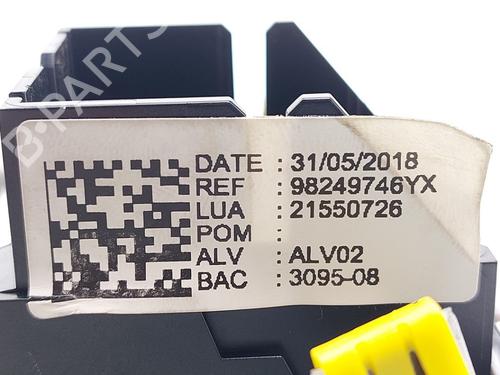 B-PARTS
DATE : 31/05/2018
REF : 98249746YX
LUA : 21550726
POM :
ALV : ALV02
BAC : 3095-08